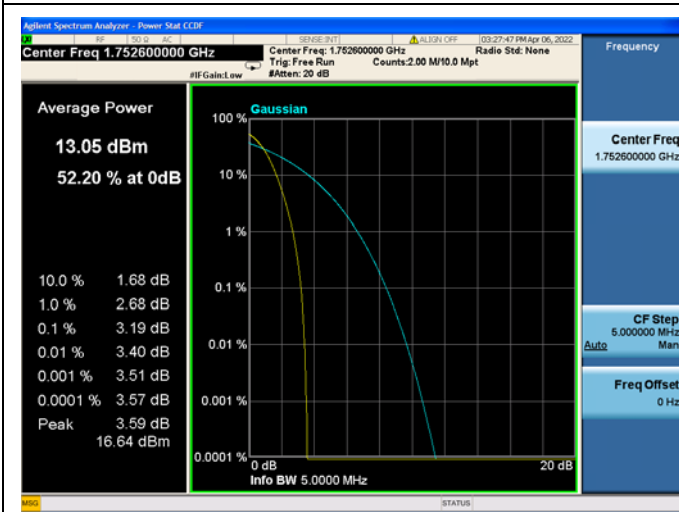 Agilent Spectrum Analyzer - Power Stat CCDF
RF 50 Ω AC SENSE:INT ALIGN OFF 03:27:47 PM Apr 06, 2022
Center Freq 1.752600000 GHz
Center Freq: 1.752600000 GHz Radio Std: None
Trig: Free Run Counts:2.00 M/10.0 Mpt
#IFGain:Low #Atten: 20 dB
Frequency
Average Power
13.05 dBm
52.20 % at 0dB
10.0 % 1.68 dB
1.0 % 2.68 dB
0.1 % 3.19 dB
0.01 % 3.40 dB
0.001 % 3.51 dB
0.0001 % 3.57 dB
Peak 3.59 dB
16.64 dBm
Gaussian
100 %
10 %
1 %
0.1 %
0.01 %
0.001 %
0.0001 %
0 dB 20 dB
Info BW 5.0000 MHz
Center Freq
1.752600000 GHz
CF Step
5.000000 MHz
Auto Man
Freq Offset
0 Hz
MSG STATUS